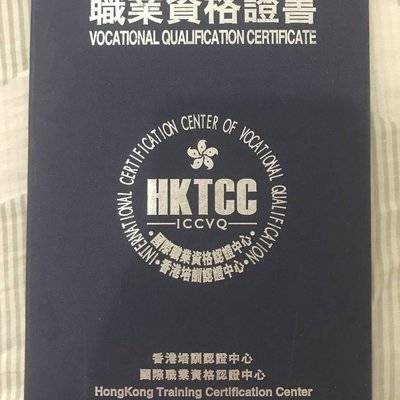 職業資格證書
VOCATIONAL QUALIFICATION CERTIFICATE
INTERNATIONAL CERTIFICATION CENTER OF VOCATIONAL QUALIFICATION
HKTCC
ICCVQ
·國際職業資格認證中心·
·香港培訓認證中心·
香港培訓認證中心
國際職業資格認證中心
HongKong Training Certification Center